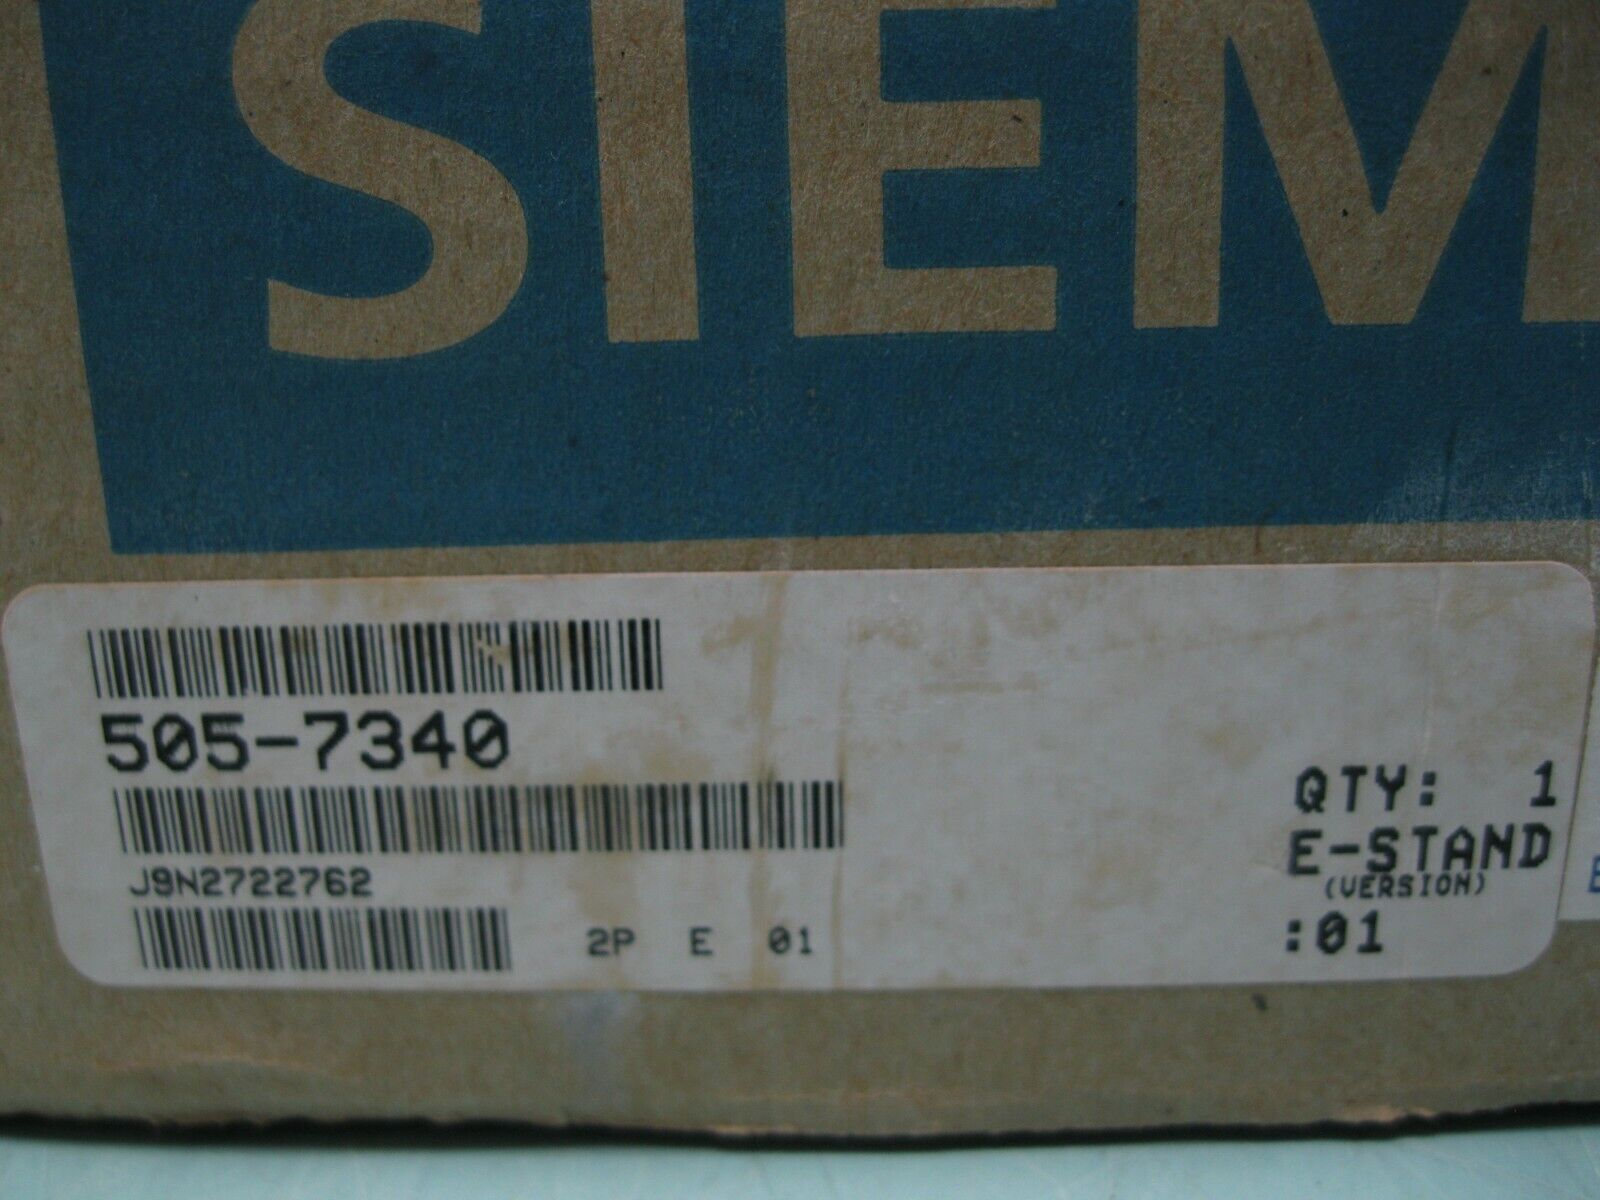 SIEM
505-7340
QTY: 1
E-STAND
(VERSION)
:01
J9N2722762
2P E 01